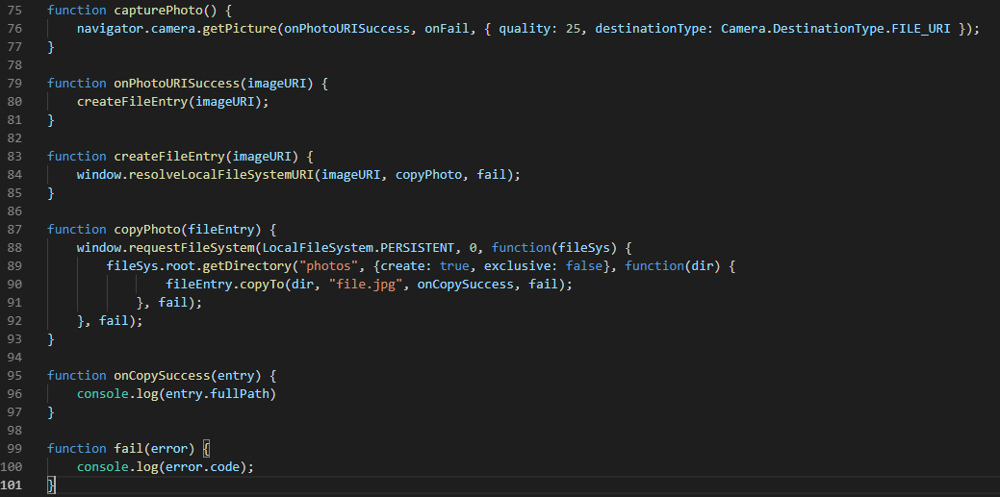 75 function capturePhoto() {
76     navigator.camera.getPicture(onPhotoURISuccess, onFail, { quality: 25, destinationType: Camera.DestinationType.FILE_URI });
77 }
78
79 function onPhotoURISuccess(imageURI) {
80     createFileEntry(imageURI);
81 }
82
83 function createFileEntry(imageURI) {
84     window.resolveLocalFileSystemURI(imageURI, copyPhoto, fail);
85 }
86
87 function copyPhoto(fileEntry) {
88     window.requestFileSystem(LocalFileSystem.PERSISTENT, 0, function(fileSys) {
89         fileSys.root.getDirectory("photos", {create: true, exclusive: false}, function(dir) {
90                 fileEntry.copyTo(dir, "file.jpg", onCopySuccess, fail);
91             }, fail);
92     }, fail);
93 }
94
95 function onCopySuccess(entry) {
96     console.log(entry.fullPath)
97 }
98
99 function fail(error) {
100     console.log(error.code);
101 }